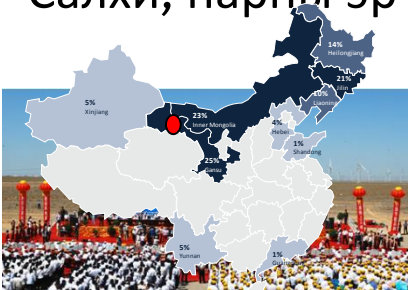 Салхи, нарны эр
14%
Heilongjiang
21%
Jilin
10%
Liaoning
5%
Xinjiang
23%
Inner Mongolia
4%
Hebei
1%
Shandong
25%
Gansu
5%
Yunnan
1%